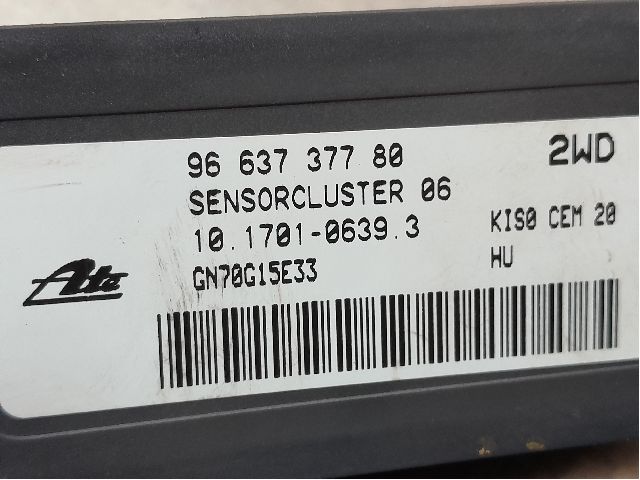 96 637 377 80
2WD
SENSORCLUSTER 06
10.1701-0639.3
KIS0 CEM 20
GN70G15E33
HU
Ate